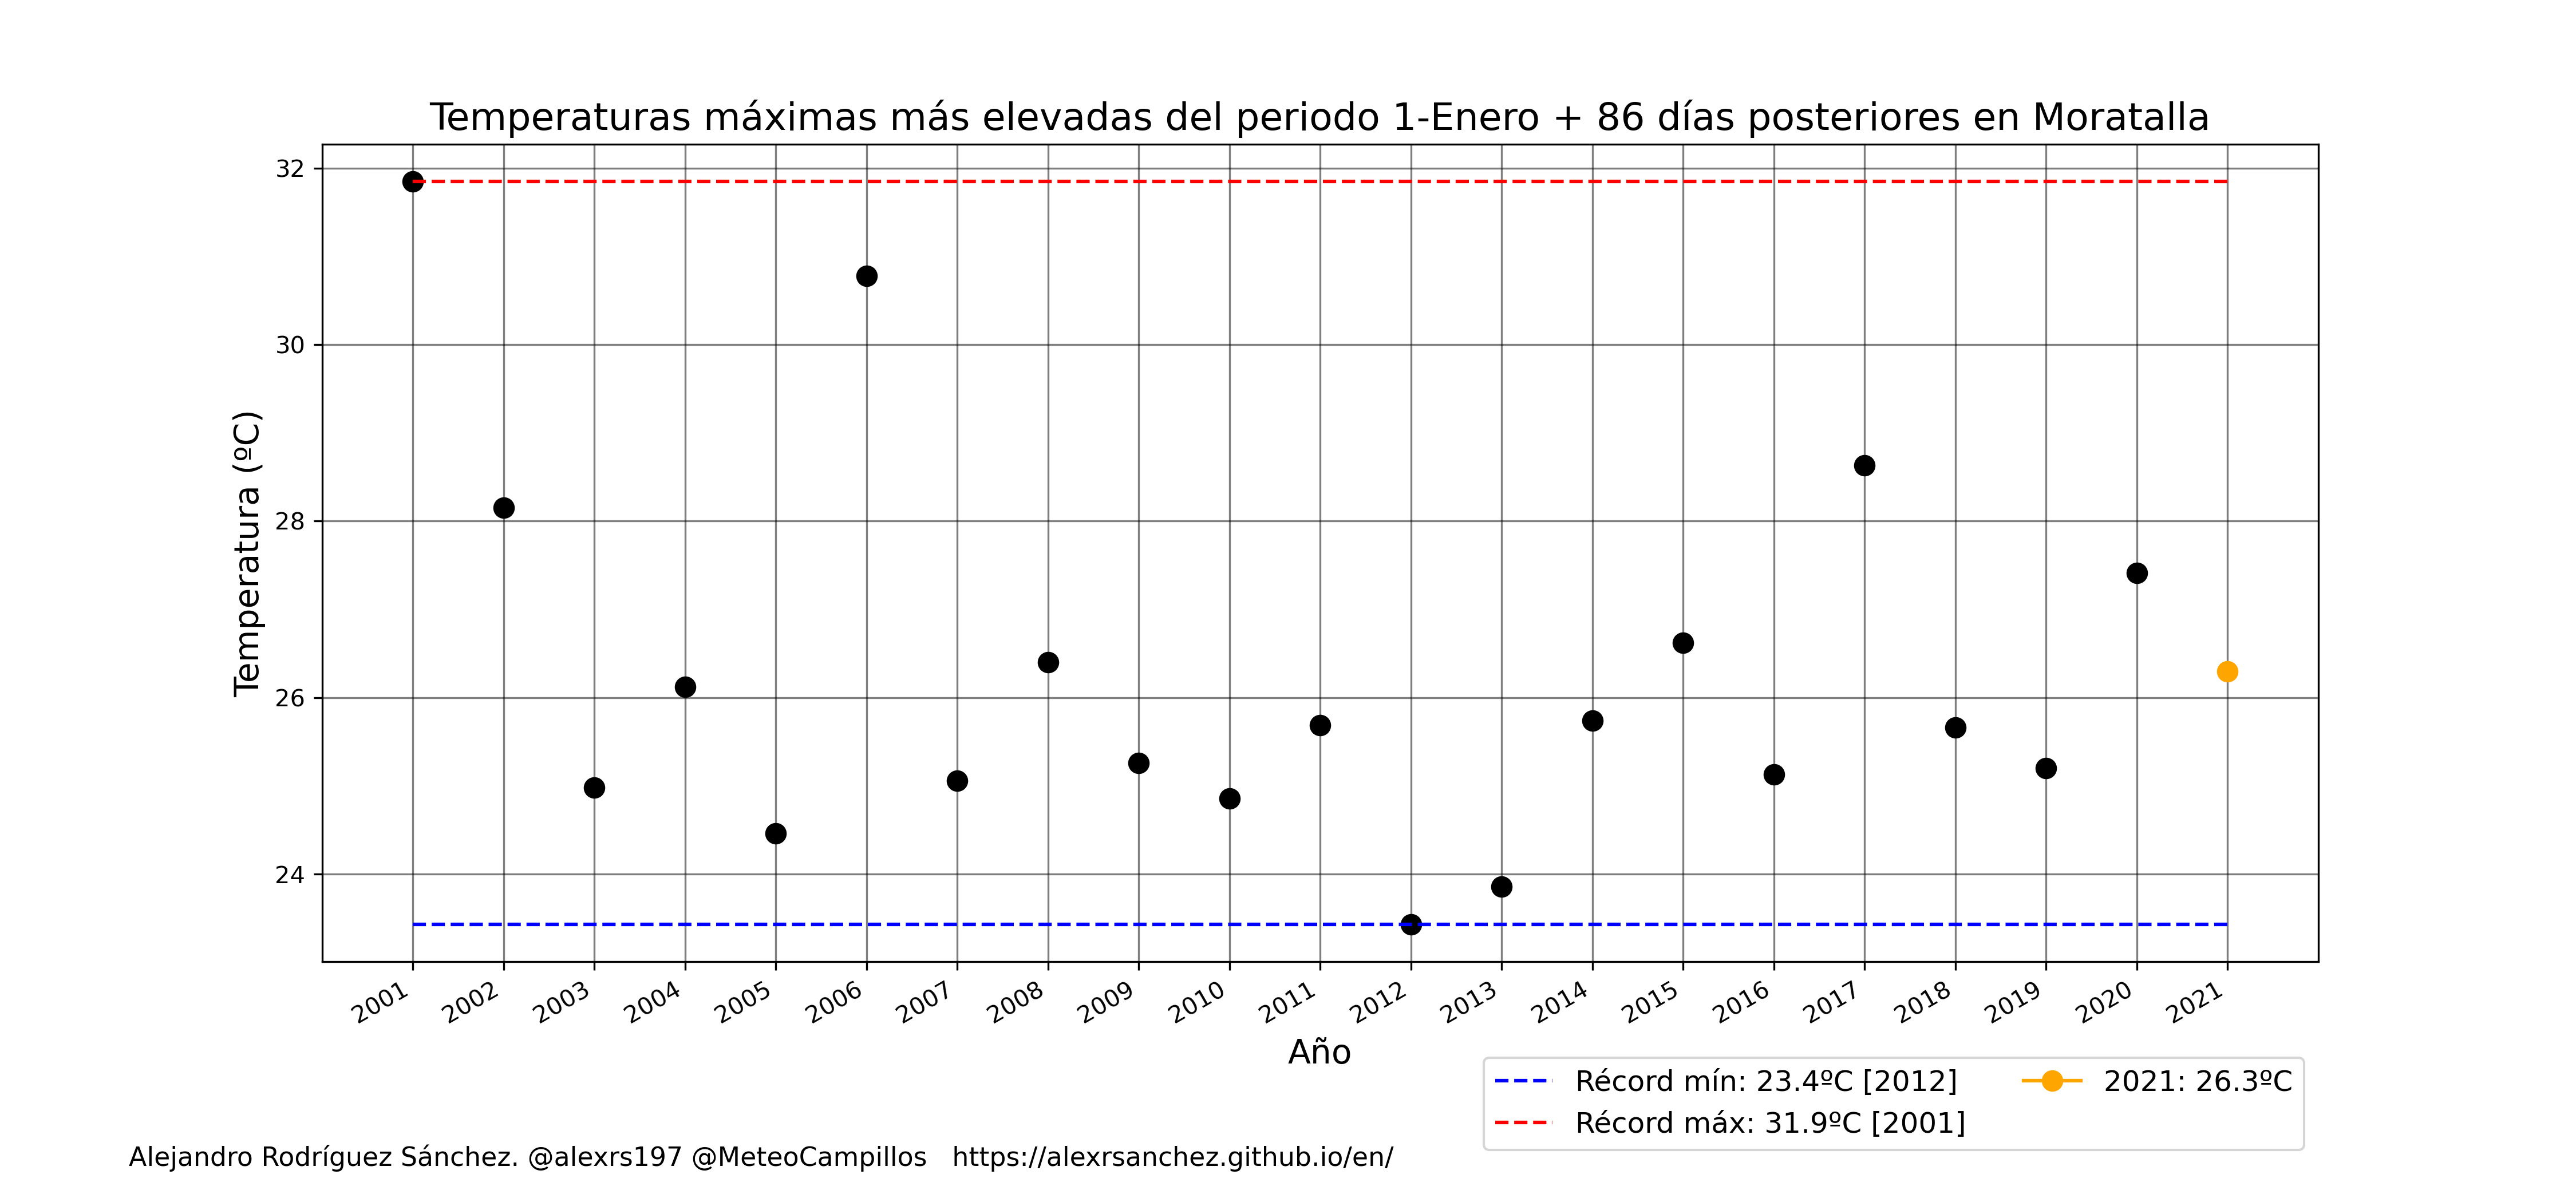 Temperaturas máximas más elevadas del periodo 1-Enero + 86 días posteriores en Moratalla
Temperatura (ºC)
32
30
28
26
24
2001 2002 2003 2004 2005 2006 2007 2008 2009 2010 2011 2012 2013 2014 2015 2016 2017 2018 2019 2020 2021
Año
Récord mín: 23.4ºC [2012]
Récord máx: 31.9ºC [2001]
2021: 26.3ºC
Alejandro Rodríguez Sánchez. @alexrs197 @MeteoCampillos https://alexrsanchez.github.io/en/